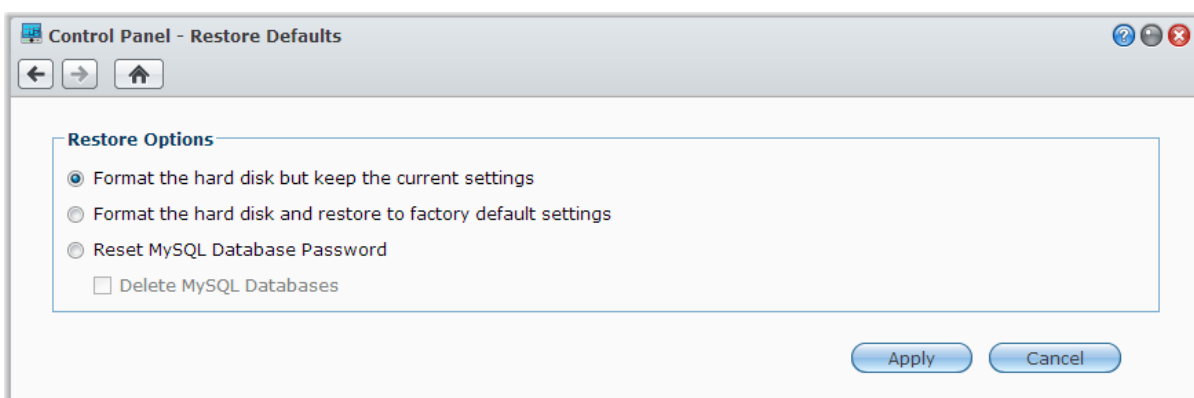 Control Panel - Restore Defaults
Restore Options
Format the hard disk but keep the current settings
Format the hard disk and restore to factory default settings
Reset MySQL Database Password
Delete MySQL Databases
Apply Cancel